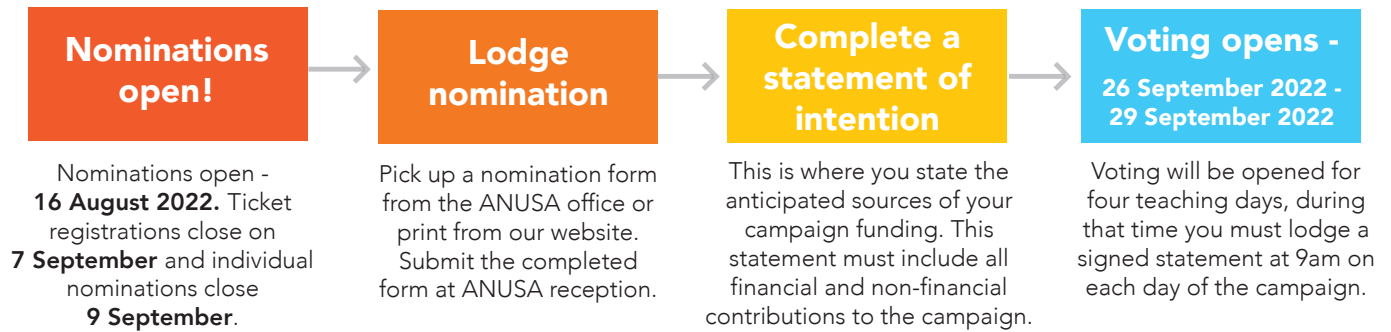 Nominations
open!
Nominations open -
16 August 2022. Ticket
registrations close on
7 September and individual
nominations close
9 September.
Lodge
nomination
Pick up a nomination form
from the ANUSA office or
print from our website.
Submit the completed
form at ANUSA reception.
Complete a
statement of
intention
This is where you state the
anticipated sources of your
campaign funding. This
statement must include all
financial and non-financial
contributions to the campaign.
Voting opens -
26 September 2022 -
29 September 2022
Voting will be opened for
four teaching days, during
that time you must lodge a
signed statement at 9am on
each day of the campaign.